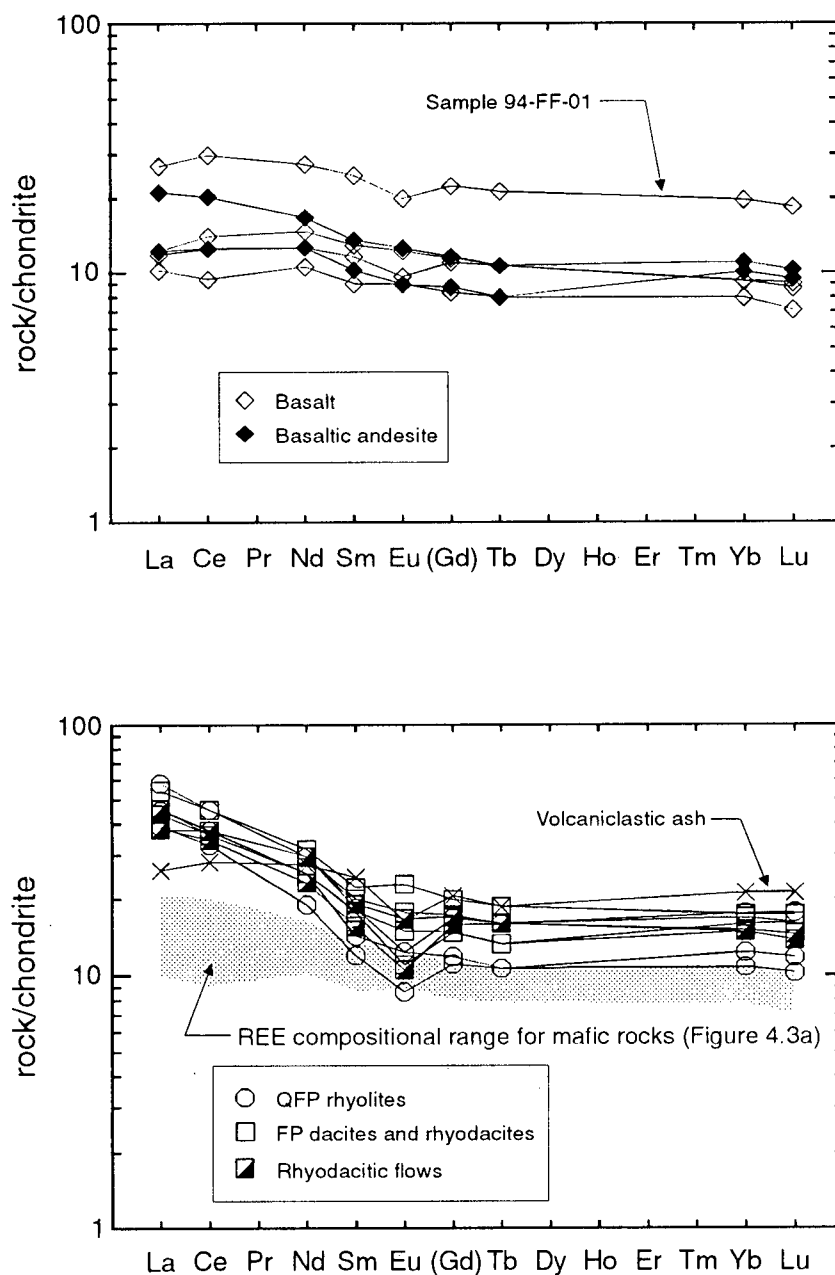 100
Sample 94-FF-01
rock/chondrite
10
Basalt
Basaltic andesite
1
La Ce Pr Nd Sm Eu (Gd) Tb Dy Ho Er Tm Yb Lu
100
Volcaniclastic ash
rock/chondrite
10
REE compositional range for mafic rocks (Figure 4.3a)
QFP rhyolites
FP dacites and rhyodacites
Rhyodacitic flows
1
La Ce Pr Nd Sm Eu (Gd) Tb Dy Ho Er Tm Yb Lu